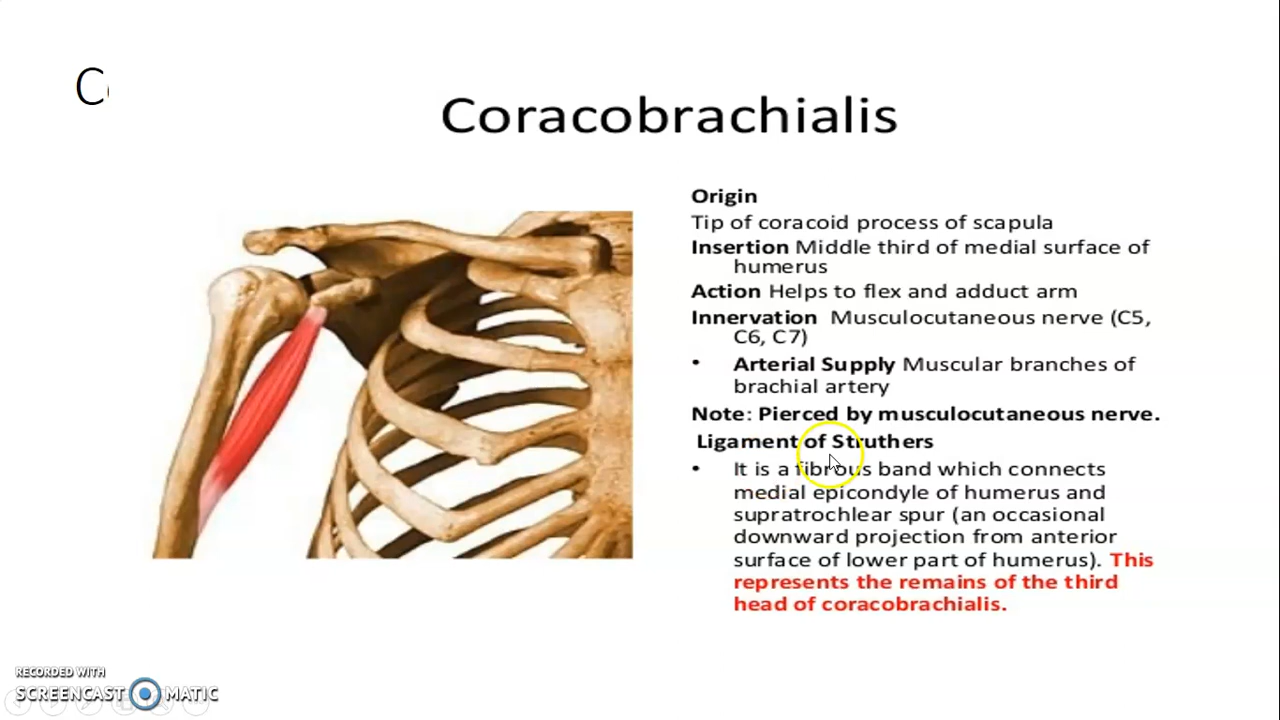 Co
Coracobrachialis
Origin
Tip of coracoid process of scapula
Insertion Middle third of medial surface of
humerus
Action Helps to flex and adduct arm
Innervation Musculocutaneous nerve (C5,
C6, C7)
• Arterial Supply Muscular branches of
brachial artery
Note: Pierced by musculocutaneous nerve.
Ligament of Struthers
• It is a fibrous band which connects
medial epicondyle of humerus and
supratrochlear spur (an occasional
downward projection from anterior
surface of lower part of humerus). This
represents the remains of the third
head of coracobrachialis.
RECORDED WITH
SCREENCAST MATIC